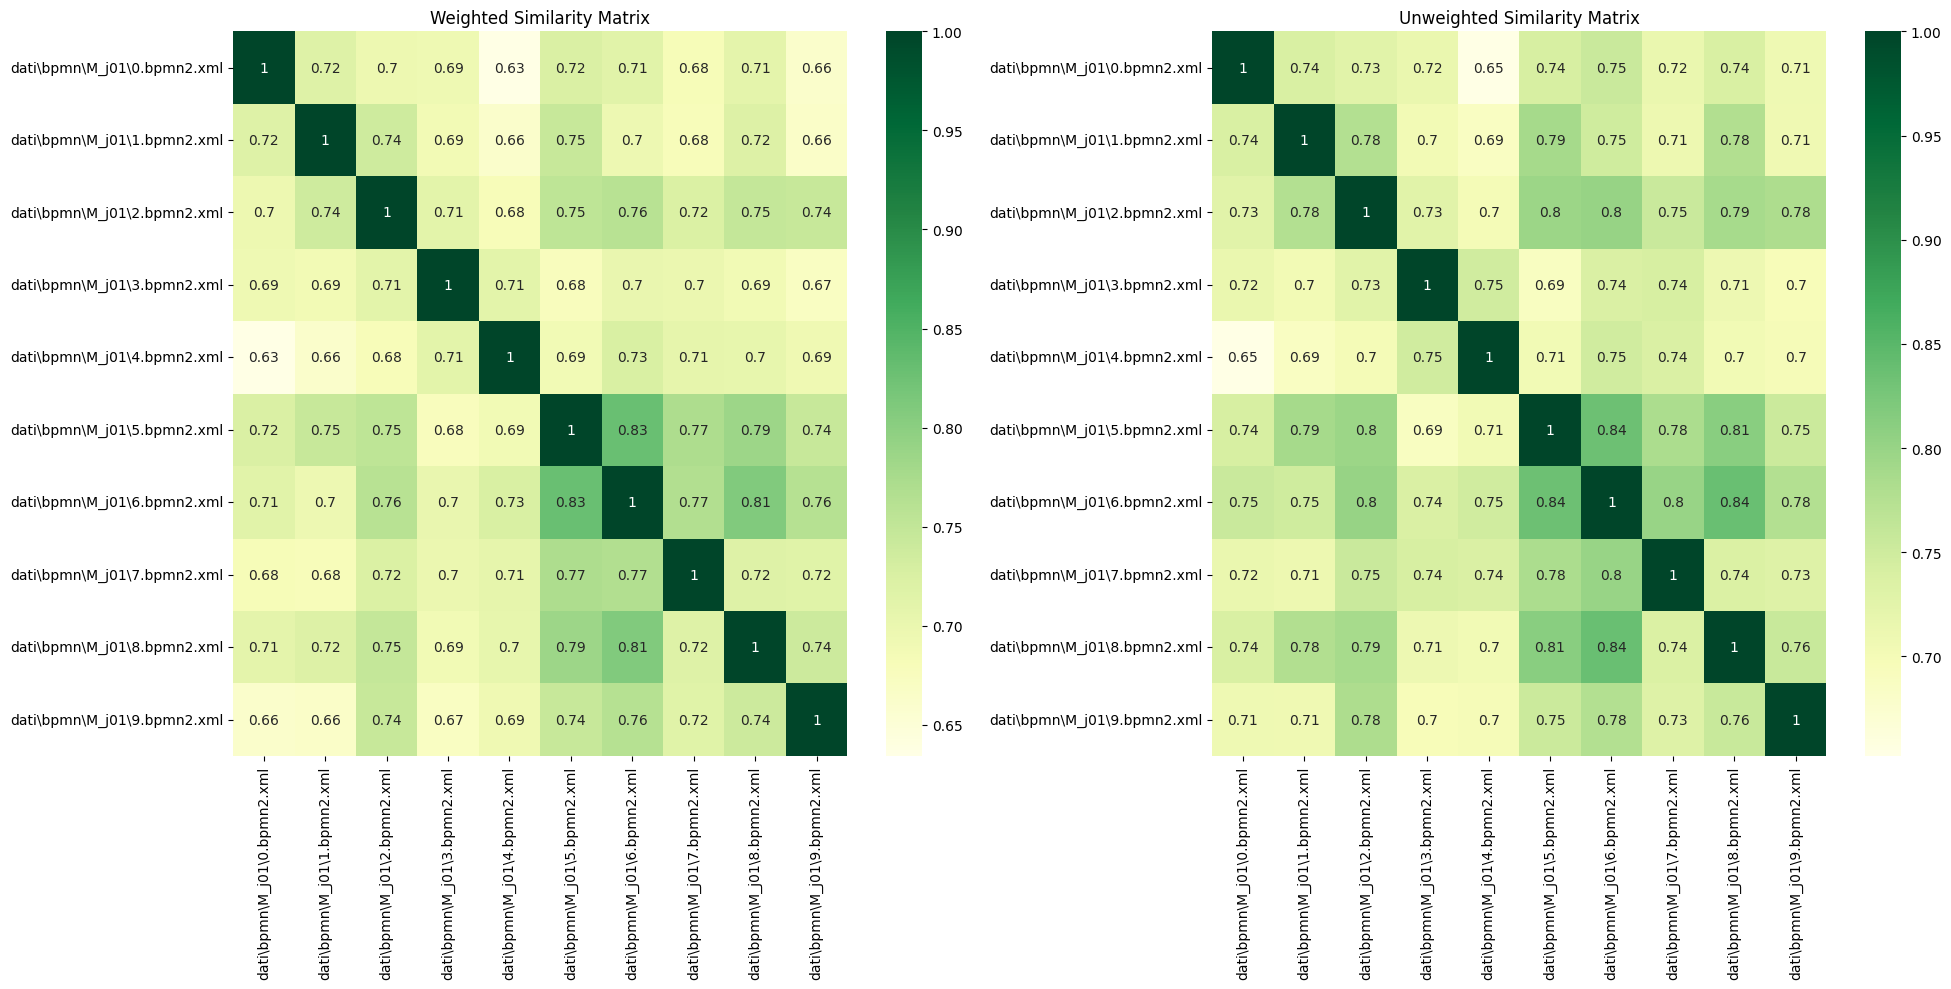 Weighted Similarity Matrix
dati\bpmn\M_j01\0.bpmn2.xml 1 0.72 0.7 0.69 0.63 0.72 0.71 0.68 0.71 0.66
dati\bpmn\M_j01\1.bpmn2.xml 0.72 1 0.74 0.69 0.66 0.75 0.7 0.68 0.72 0.66
dati\bpmn\M_j01\2.bpmn2.xml 0.7 0.74 1 0.71 0.68 0.75 0.76 0.72 0.75 0.74
dati\bpmn\M_j01\3.bpmn2.xml 0.69 0.69 0.71 1 0.71 0.68 0.7 0.7 0.69 0.67
dati\bpmn\M_j01\4.bpmn2.xml 0.63 0.66 0.68 0.71 1 0.69 0.73 0.71 0.7 0.69
dati\bpmn\M_j01\5.bpmn2.xml 0.72 0.75 0.75 0.68 0.69 1 0.83 0.77 0.79 0.74
dati\bpmn\M_j01\6.bpmn2.xml 0.71 0.7 0.76 0.7 0.73 0.83 1 0.77 0.81 0.76
dati\bpmn\M_j01\7.bpmn2.xml 0.68 0.68 0.72 0.7 0.71 0.77 0.77 1 0.72 0.72
dati\bpmn\M_j01\8.bpmn2.xml 0.71 0.72 0.75 0.69 0.7 0.79 0.81 0.72 1 0.74
dati\bpmn\M_j01\9.bpmn2.xml 0.66 0.66 0.74 0.67 0.69 0.74 0.76 0.72 0.74 1
dati\bpmn\M_j01\0.bpmn2.xml
dati\bpmn\M_j01\1.bpmn2.xml
dati\bpmn\M_j01\2.bpmn2.xml
dati\bpmn\M_j01\3.bpmn2.xml
dati\bpmn\M_j01\4.bpmn2.xml
dati\bpmn\M_j01\5.bpmn2.xml
dati\bpmn\M_j01\6.bpmn2.xml
dati\bpmn\M_j01\7.bpmn2.xml
dati\bpmn\M_j01\8.bpmn2.xml
dati\bpmn\M_j01\9.bpmn2.xml
1.00
0.95
0.90
0.85
0.80
0.75
0.70
0.65
Unweighted Similarity Matrix
dati\bpmn\M_j01\0.bpmn2.xml 1 0.74 0.73 0.72 0.65 0.74 0.75 0.72 0.74 0.71
dati\bpmn\M_j01\1.bpmn2.xml 0.74 1 0.78 0.7 0.69 0.79 0.75 0.71 0.78 0.71
dati\bpmn\M_j01\2.bpmn2.xml 0.73 0.78 1 0.73 0.7 0.8 0.8 0.75 0.79 0.78
dati\bpmn\M_j01\3.bpmn2.xml 0.72 0.7 0.73 1 0.75 0.69 0.74 0.74 0.71 0.7
dati\bpmn\M_j01\4.bpmn2.xml 0.65 0.69 0.7 0.75 1 0.71 0.75 0.74 0.7 0.7
dati\bpmn\M_j01\5.bpmn2.xml 0.74 0.79 0.8 0.69 0.71 1 0.84 0.78 0.81 0.75
dati\bpmn\M_j01\6.bpmn2.xml 0.75 0.75 0.8 0.74 0.75 0.84 1 0.8 0.84 0.78
dati\bpmn\M_j01\7.bpmn2.xml 0.72 0.71 0.75 0.74 0.74 0.78 0.8 1 0.74 0.73
dati\bpmn\M_j01\8.bpmn2.xml 0.74 0.78 0.79 0.71 0.7 0.81 0.84 0.74 1 0.76
dati\bpmn\M_j01\9.bpmn2.xml 0.71 0.71 0.78 0.7 0.7 0.75 0.78 0.73 0.76 1
dati\bpmn\M_j01\0.bpmn2.xml
dati\bpmn\M_j01\1.bpmn2.xml
dati\bpmn\M_j01\2.bpmn2.xml
dati\bpmn\M_j01\3.bpmn2.xml
dati\bpmn\M_j01\4.bpmn2.xml
dati\bpmn\M_j01\5.bpmn2.xml
dati\bpmn\M_j01\6.bpmn2.xml
dati\bpmn\M_j01\7.bpmn2.xml
dati\bpmn\M_j01\8.bpmn2.xml
dati\bpmn\M_j01\9.bpmn2.xml
1.00
0.95
0.90
0.85
0.80
0.75
0.70